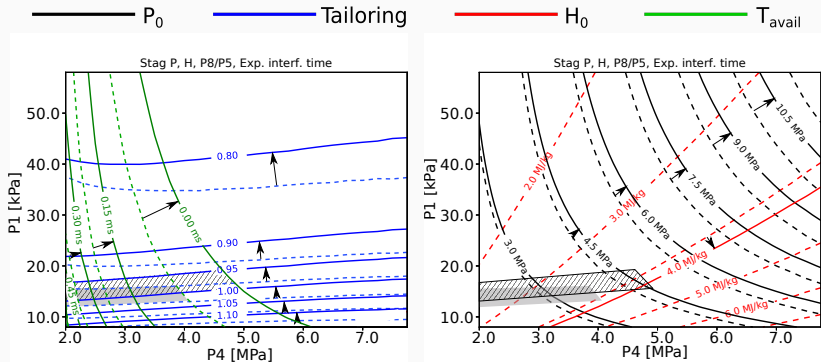 P0 Tailoring H0 Tavail
Stag P, H, P8/P5, Exp. interf. time
P1 [kPa]
50.0
40.0
30.0
20.0
10.0
2.0 3.0 4.0 5.0 6.0 7.0
P4 [MPa]
0.80
0.90
0.95
1.00
1.05
1.10
0.45 ms
0.30 ms
0.15 ms
0.00 ms
Stag P, H, P8/P5, Exp. interf. time
P1 [kPa]
50.0
40.0
30.0
20.0
10.0
2.0 3.0 4.0 5.0 6.0 7.0
P4 [MPa]
2.0 MJ/kg
3.0 MJ/kg
4.0 MJ/kg
5.0 MJ/kg
6.0 MJ/kg
3.0 MPa
4.5 MPa
6.0 MPa
7.5 MPa
9.0 MPa
10.5 MPa